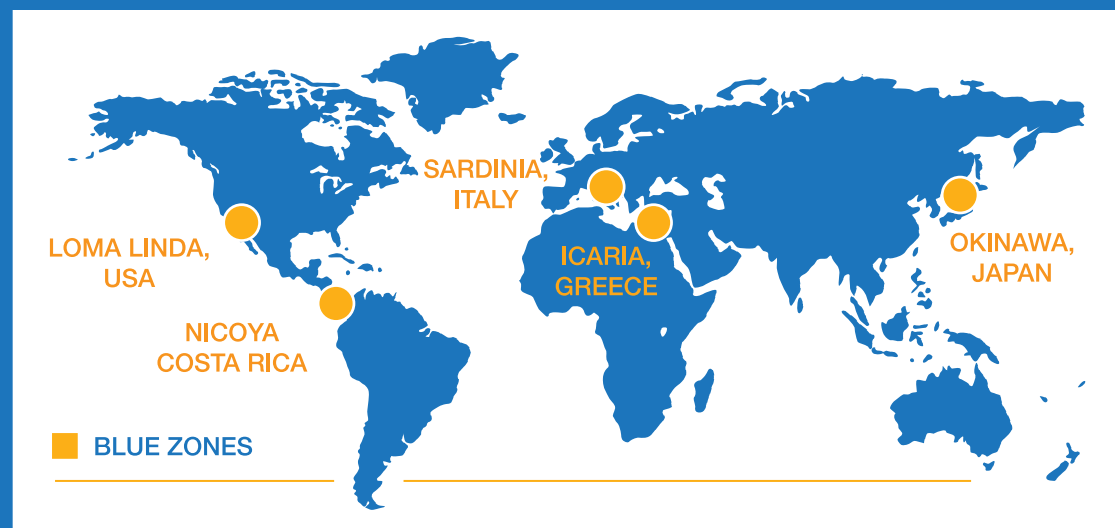 SARDINIA,
ITALY
LOMA LINDA,
USA
ICARIA,
GREECE
OKINAWA,
JAPAN
NICOYA
COSTA RICA
BLUE ZONES